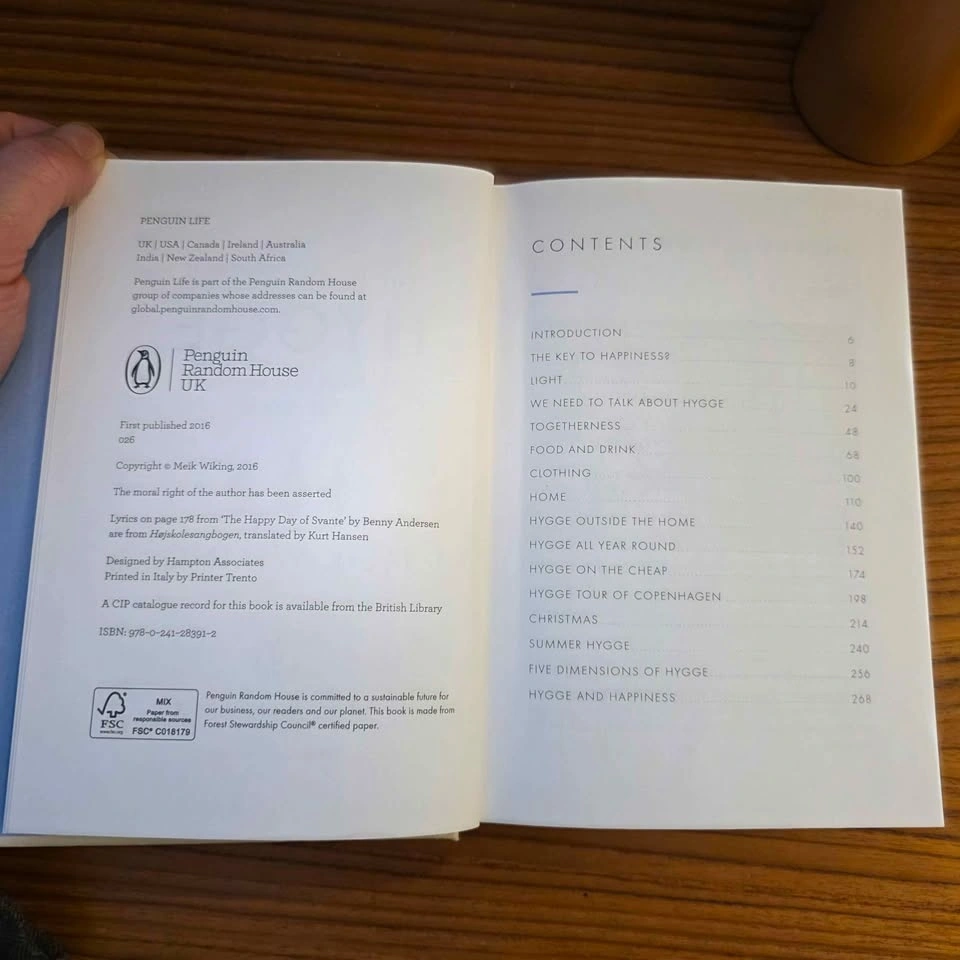 PENGUIN LIFE
UK | USA | Canada | Ireland | Australia
India | New Zealand | South Africa
Penguin Life is part of the Penguin Random House
group of companies whose addresses can be found at
global.penguinrandomhouse.com.
Penguin
Random House
UK
First published 2016
026
Copyright © Meik Wiking, 2016
The moral right of the author has been asserted
Lyrics on page 178 from 'The Happy Day of Svante' by Benny Andersen
are from Højskolesangbogen, translated by Kurt Hansen
Designed by Hampton Associates
Printed in Italy by Printer Trento
A CIP catalogue record for this book is available from the British Library
ISBN: 978-0-241-28391-2
FSC
www.fsc.org
MIX
Paper from
responsible sources
FSC® C018179
Penguin Random House is committed to a sustainable future for
our business, our readers and our planet. This book is made from
Forest Stewardship Council® certified paper.
CONTENTS
INTRODUCTION 6
THE KEY TO HAPPINESS? 8
LIGHT 10
WE NEED TO TALK ABOUT HYGGE 24
TOGETHERNESS 48
FOOD AND DRINK 68
CLOTHING 100
HOME 110
HYGGE OUTSIDE THE HOME 140
HYGGE ALL YEAR ROUND 152
HYGGE ON THE CHEAP 174
HYGGE TOUR OF COPENHAGEN 198
CHRISTMAS 214
SUMMER HYGGE 240
FIVE DIMENSIONS OF HYGGE 256
HYGGE AND HAPPINESS 268